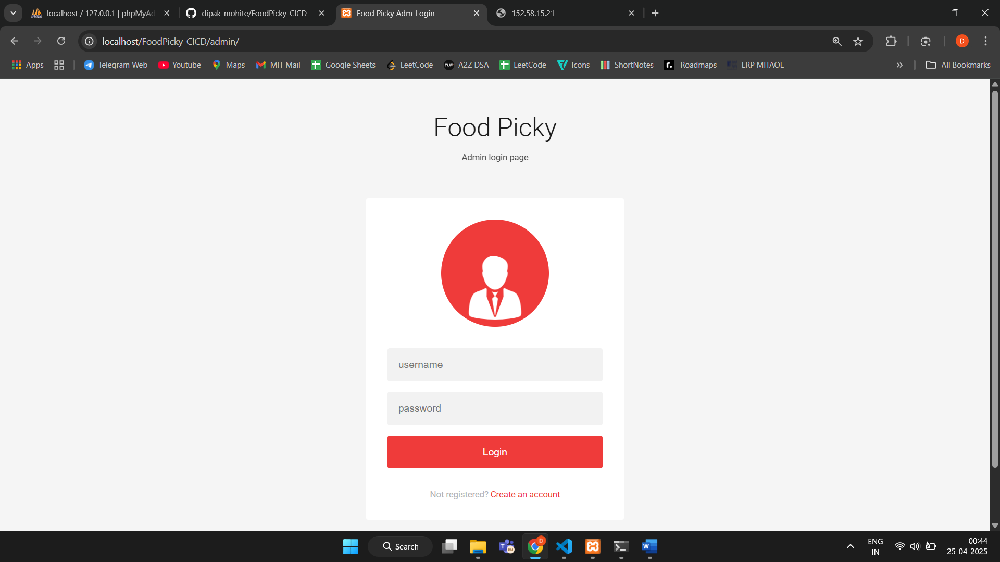 localhost / 127.0.0.1 | phpMyAd
dipak-mohite/FoodPicky-CICD
Food Picky Adm-Login
152.58.15.21
localhost/FoodPicky-CICD/admin/
D
Apps
Telegram Web
Youtube
Maps
MIT Mail
Google Sheets
LeetCode
A2Z DSA
LeetCode
Icons
ShortNotes
Roadmaps
ERP MITAOE
All Bookmarks
Food Picky
Admin login page
username
password
Login
Not registered? Create an account
Search
D
ENG
IN
00:44
25-04-2025